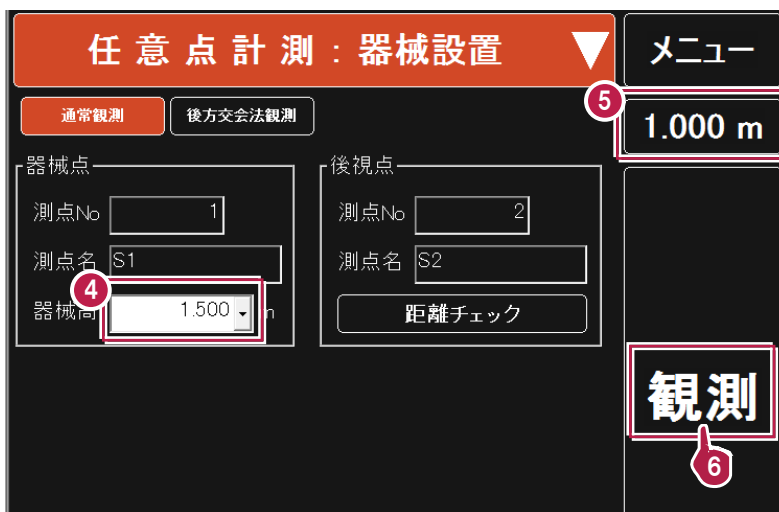 任意点計測：器械設置 ▼
メニュー
通常観測 後方交会法観測
5
1.000 m
器械点
測点No 1
測点名 S1
4
器械高 1.500 m
後視点
測点No 2
測点名 S2
距離チェック
観測
6